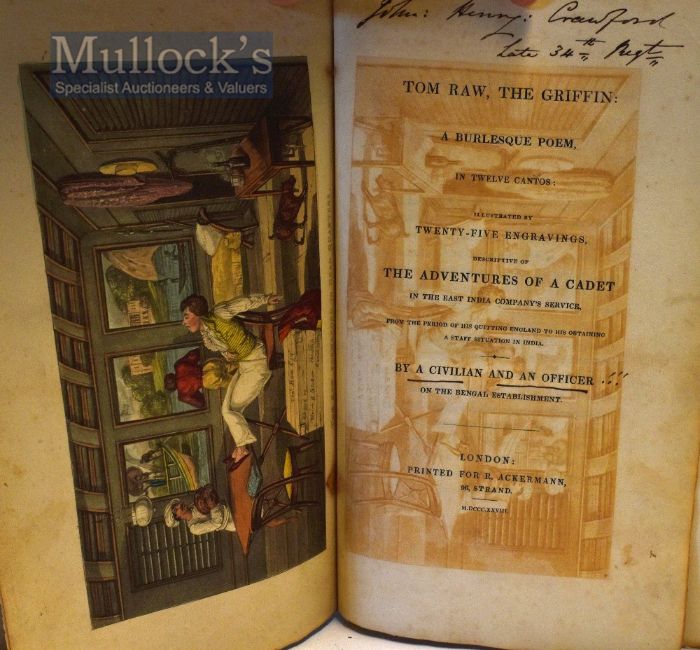 Mullock's
Specialist Auctioneers & Valuers
John: Henry: Crawford
Late 34th Regt
TOM RAW, THE GRIFFIN:
A BURLESQUE POEM,
IN TWELVE CANTOS:
ILLUSTRATED BY
TWENTY-FIVE ENGRAVINGS,
DESCRIPTIVE OF
THE ADVENTURES OF A CADET
IN THE EAST INDIA COMPANY'S SERVICE,
FROM THE PERIOD OF HIS QUITTING ENGLAND TO HIS OBTAINING
A STAFF SITUATION IN INDIA.
BY A CIVILIAN AND AN OFFICER !!!
ON THE BENGAL ESTABLISHMENT.
LONDON:
PRINTED FOR R. ACKERMANN,
96, STRAND.
M.DCCC.XXVIII.